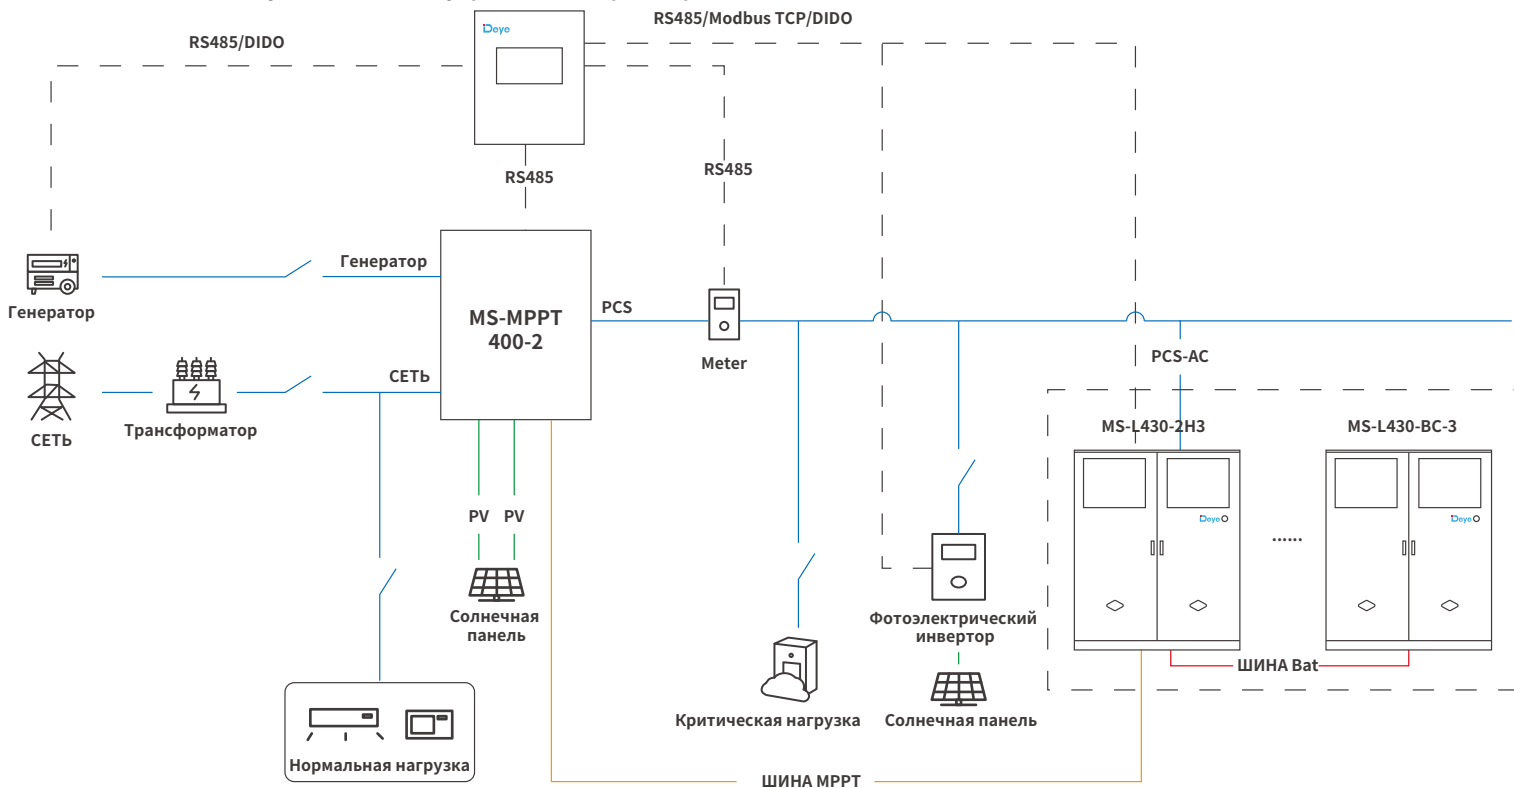 RS485/Modbus TCP/DIDO
Deye
RS485/DIDO
RS485
RS485
Генератор
Генератор
PCS
MS-MPPT
400-2
Meter
PCS-AC
СЕТЬ
СЕТЬ
Трансформатор
MS-L430-2H3
MS-L430-BC-3
PV PV
Deye
Deye
......
Солнечная
панель
Фотоэлектрический
инвертор
ШИНА Bat
Критическая нагрузка
Солнечная панель
Нормальная нагрузка
ШИНА МРРТ